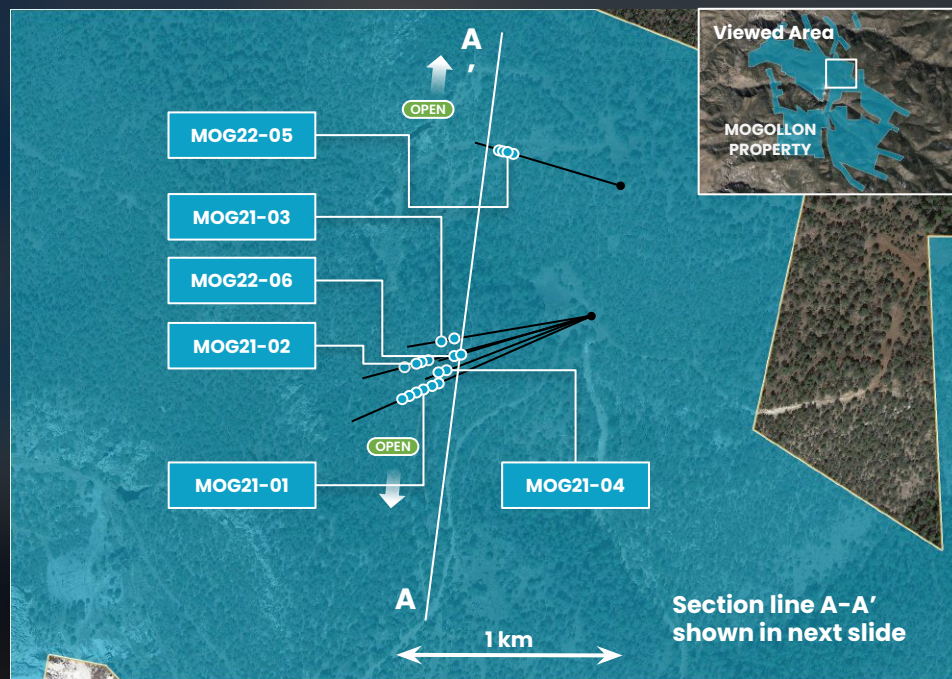 A
’
OPEN
Viewed Area
MOGOLLON
PROPERTY
MOG22-05
MOG21-03
MOG22-06
MOG21-02
OPEN
MOG21-01
MOG21-04
A
Section line A-A’
shown in next slide
1 km